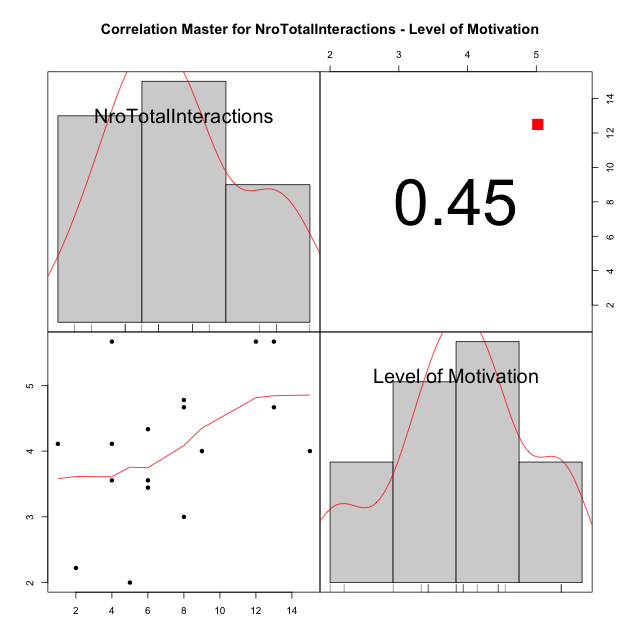 Correlation Master for NroTotalInteractions - Level of Motivation
2 3 4 5
NroTotalInteractions
0.45
2 4 6 8 10 12 14
Level of Motivation
2 3 4 5
2 4 6 8 10 12 14